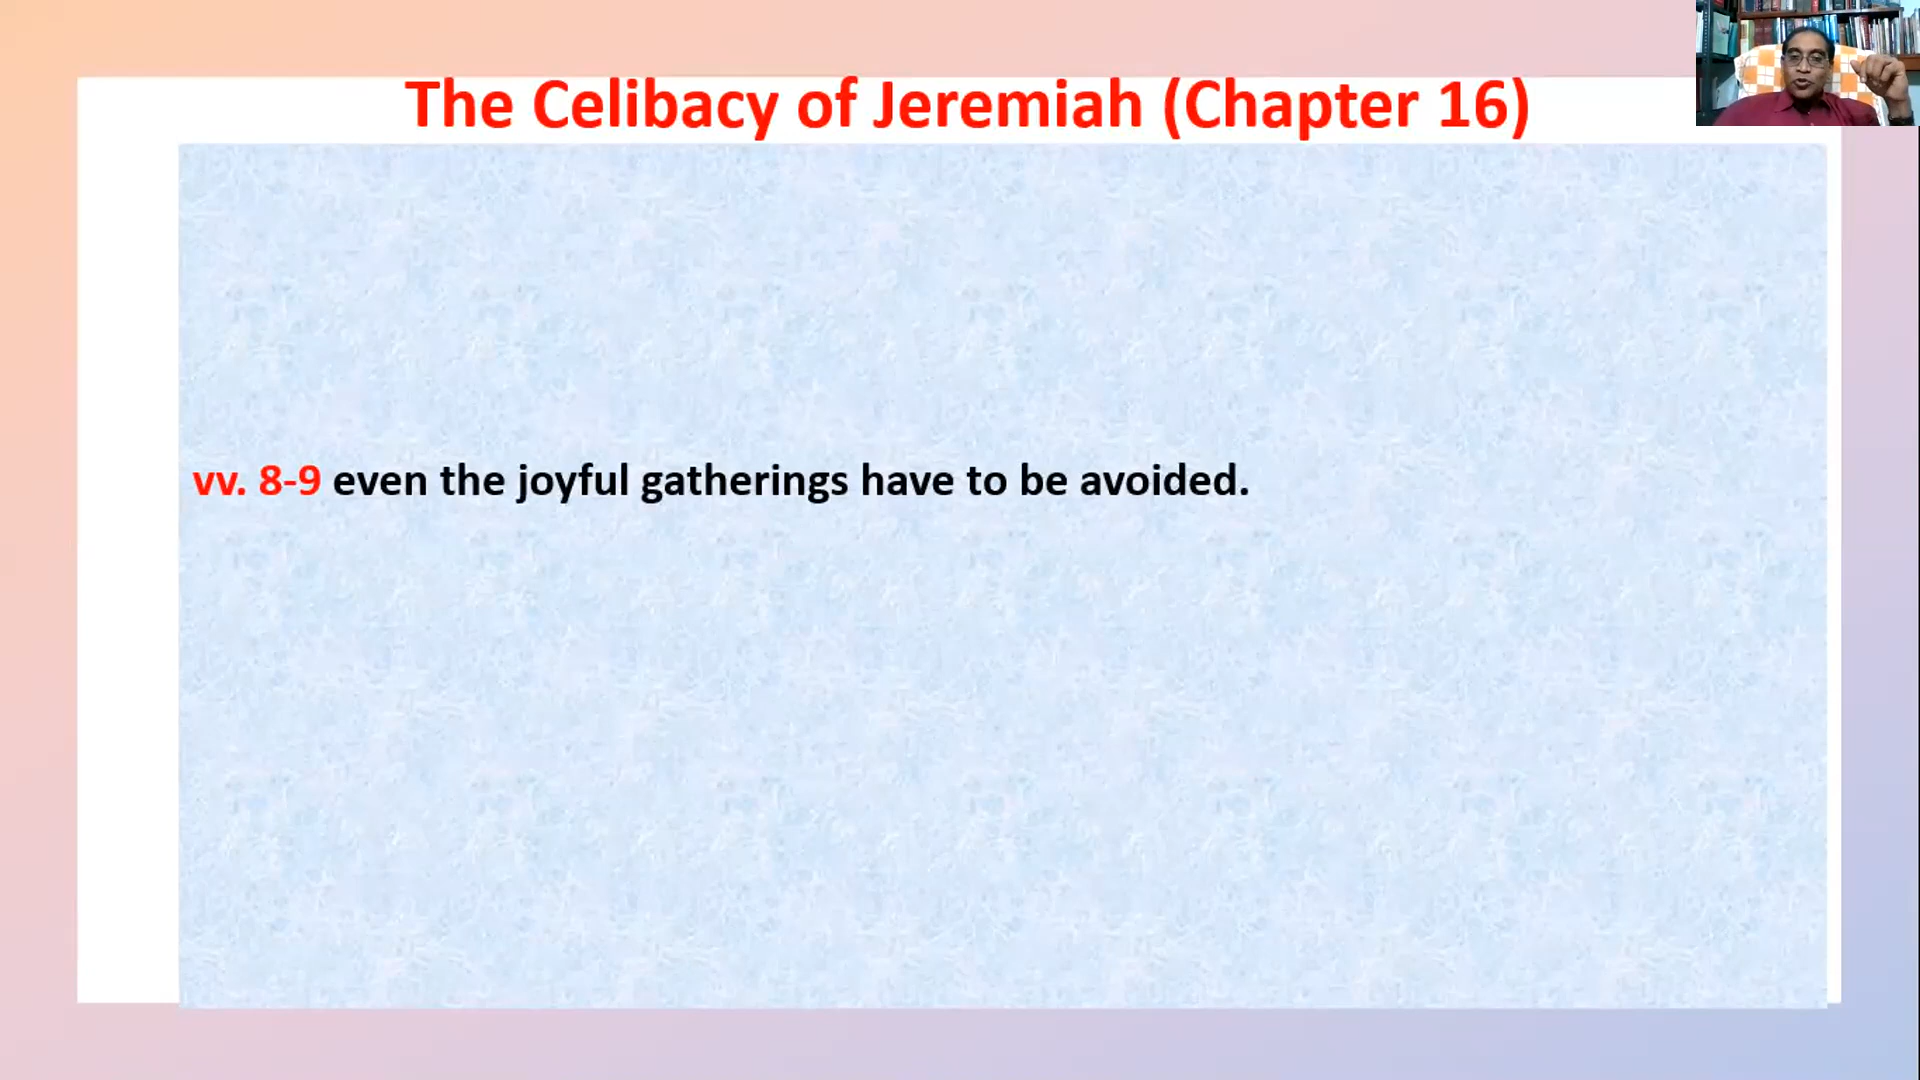 The Celibacy of Jeremiah (Chapter 16)
vv. 8-9 even the joyful gatherings have to be avoided.